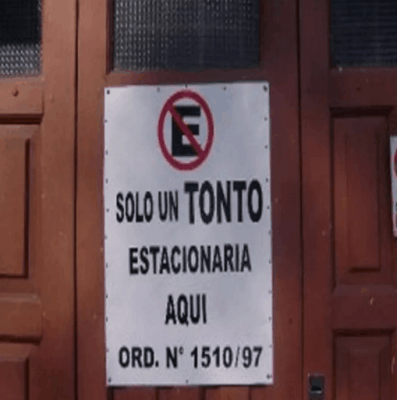 E
SOLO UN TONTO
ESTACIONARIA
AQUI
ORD. N° 1510/97